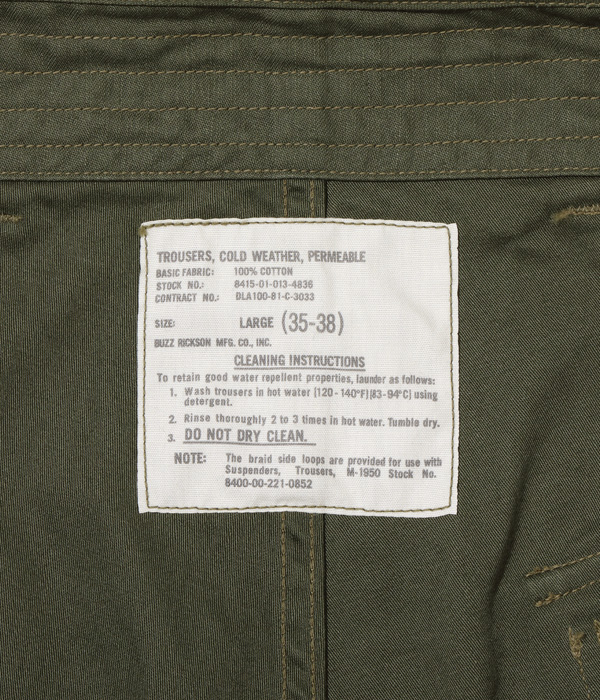 TROUSERS, COLD WEATHER, PERMEABLE
BASIC FABRIC: 100% COTTON
STOCK NO.: 8415-01-013-4836
CONTRACT NO.: DLA100-81-C-3033
SIZE: LARGE (35-38)
BUZZ RICKSON MFG. CO., INC.
CLEANING INSTRUCTIONS
To retain good water repellent properties, launder as follows:
1. Wash trousers in hot water (120-140°F)(83-94°C) using
detergent.
2. Rinse thoroughly 2 to 3 times in hot water. Tumble dry.
3. DO NOT DRY CLEAN.
NOTE: The braid side loops are provided for use with
Suspenders, Trousers, M-1950 Stock No.
8400-00-221-0852